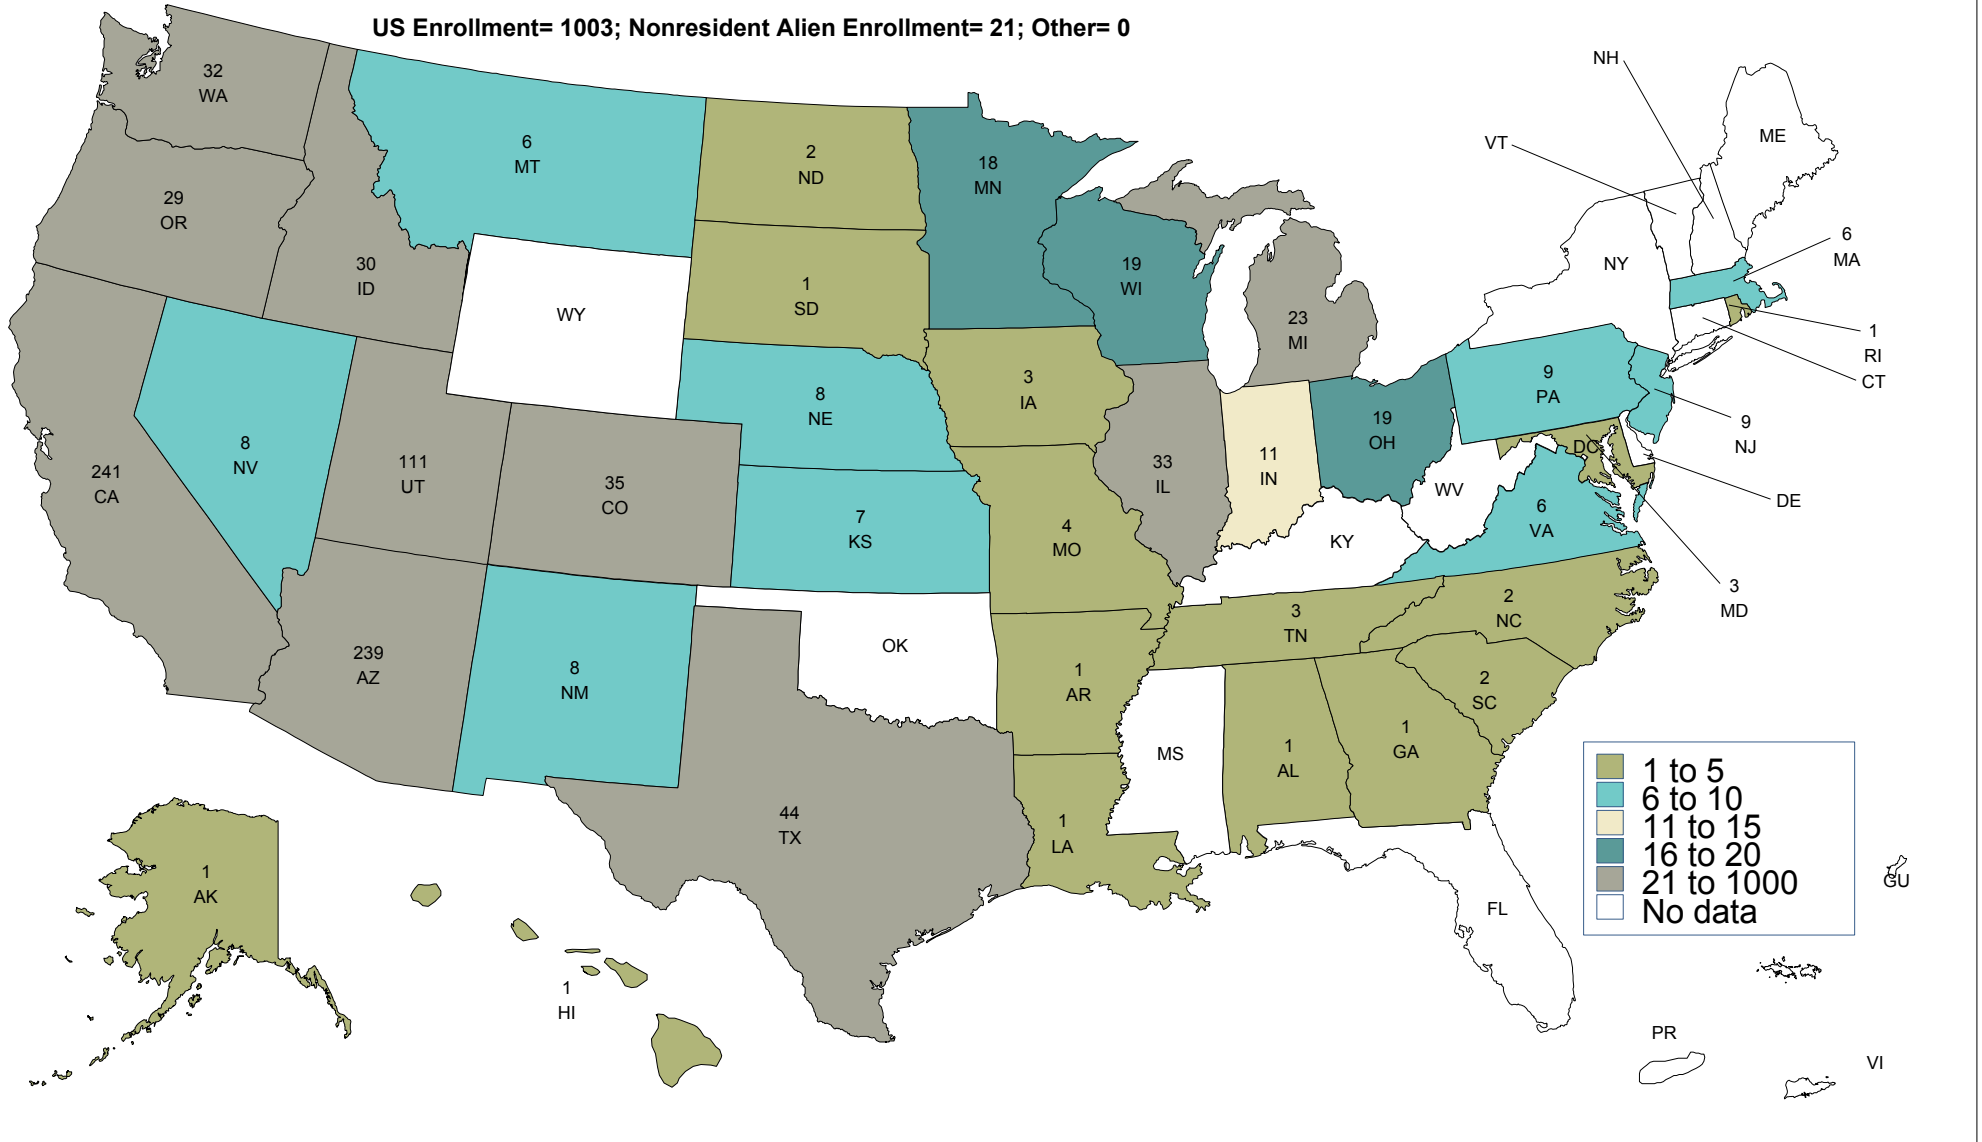 US Enrollment= 1003; Nonresident Alien Enrollment= 21; Other= 0
32
WA
29
OR
30
ID
6
MT
WY
2
ND
1
SD
18
MN
19
WI
23
MI
NH
VT
ME
NY
6
MA
1
RI
CT
9
PA
9
NJ
DE
3
MD
DC
241
CA
8
NV
111
UT
35
CO
8
NE
7
KS
3
IA
4
MO
33
IL
11
IN
19
OH
WV
KY
6
VA
239
AZ
8
NM
OK
44
TX
1
AR
1
LA
3
TN
2
NC
2
SC
MS
1
AL
1
GA
FL
1
AK
1
HI
1 to 5
6 to 10
11 to 15
16 to 20
21 to 1000
No data
GU
PR
VI